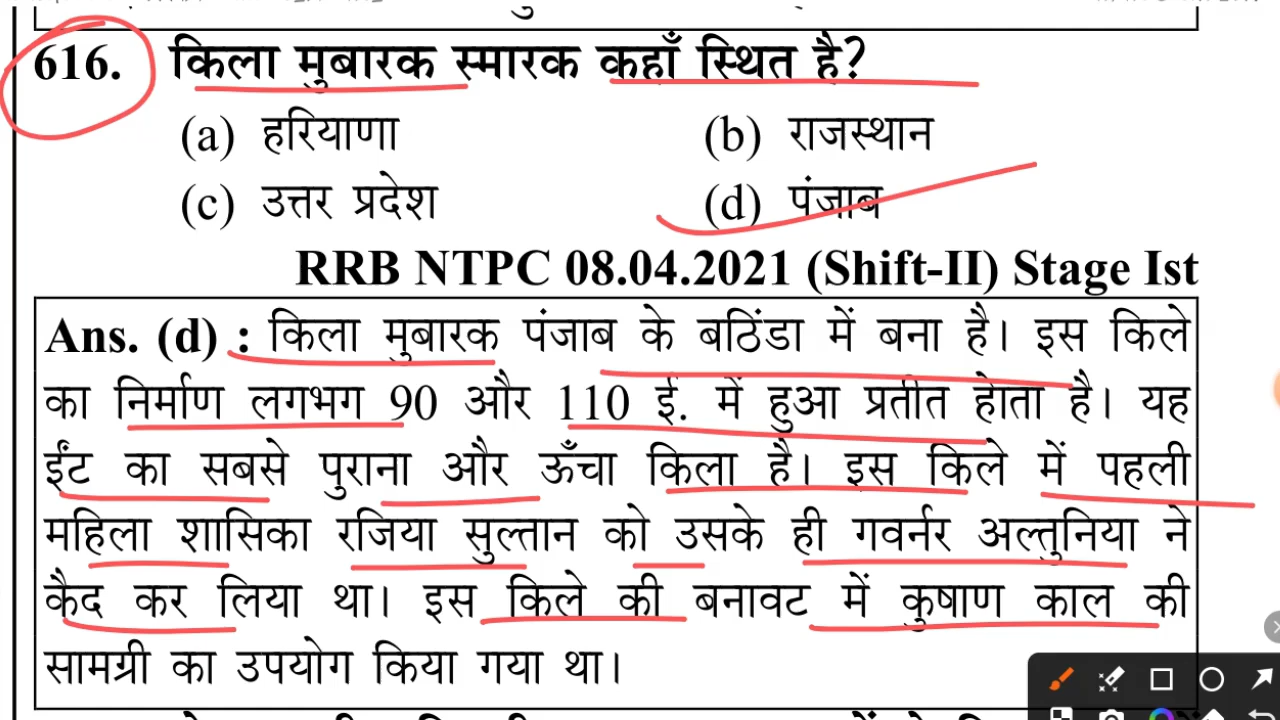 616. किला मुबारक स्मारक कहाँ स्थित है?
(a) हरियाणा (b) राजस्थान
(c) उत्तर प्रदेश (d) पंजाब
RRB NTPC 08.04.2021 (Shift-II) Stage Ist
Ans. (d) : किला मुबारक पंजाब के बठिंडा में बना है। इस किले
का निर्माण लगभग 90 और 110 ई. में हुआ प्रतीत होता है। यह
ईंट का सबसे पुराना और ऊँचा किला है। इस किले में पहली
महिला शासिका रजिया सुल्तान को उसके ही गवर्नर अल्तुनिया ने
कैद कर लिया था। इस किले की बनावट में कुषाण काल की
सामग्री का उपयोग किया गया था।